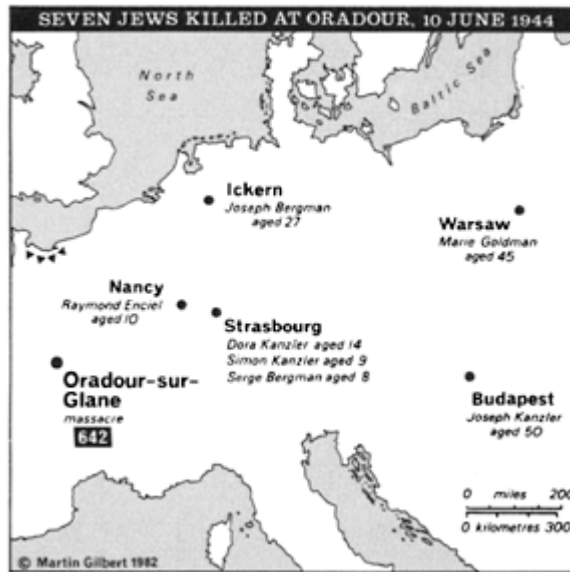 SEVEN JEWS KILLED AT ORADOUR, 10 JUNE 1944
North
Sea
Baltic Sea
Ickern
Joseph Bergman
aged 27
Warsaw
Marie Goldman
aged 45
Nancy
Raymond Enciel
aged 10
Strasbourg
Dora Kanzler aged 14
Simon Kanzler aged 9
Serge Bergman aged 8
Oradour-sur-
Glane
massacre
642
Budapest
Joseph Kanzler
aged 50
0 miles 200
0 kilometres 300
© Martin Gilbert 1982